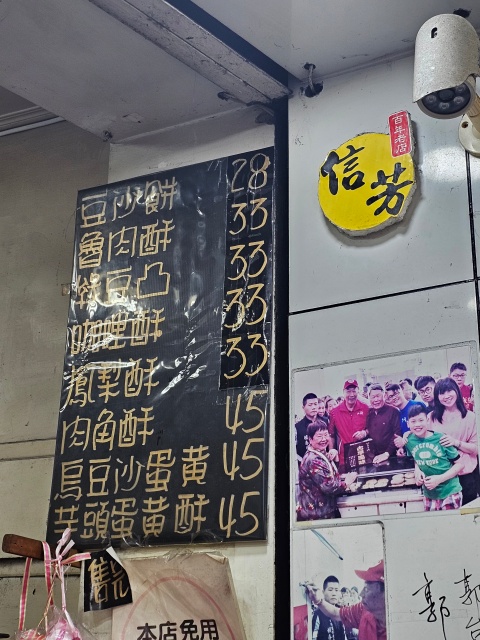 豆沙餅 28
魯肉酥 33
綠豆凸 33
咖哩酥 33
鳳梨酥 33
肉角酥 45
烏豆沙蛋黃 45
芋頭蛋黃酥 45
售完
本店免用
百年老店
信芳
郭
郭